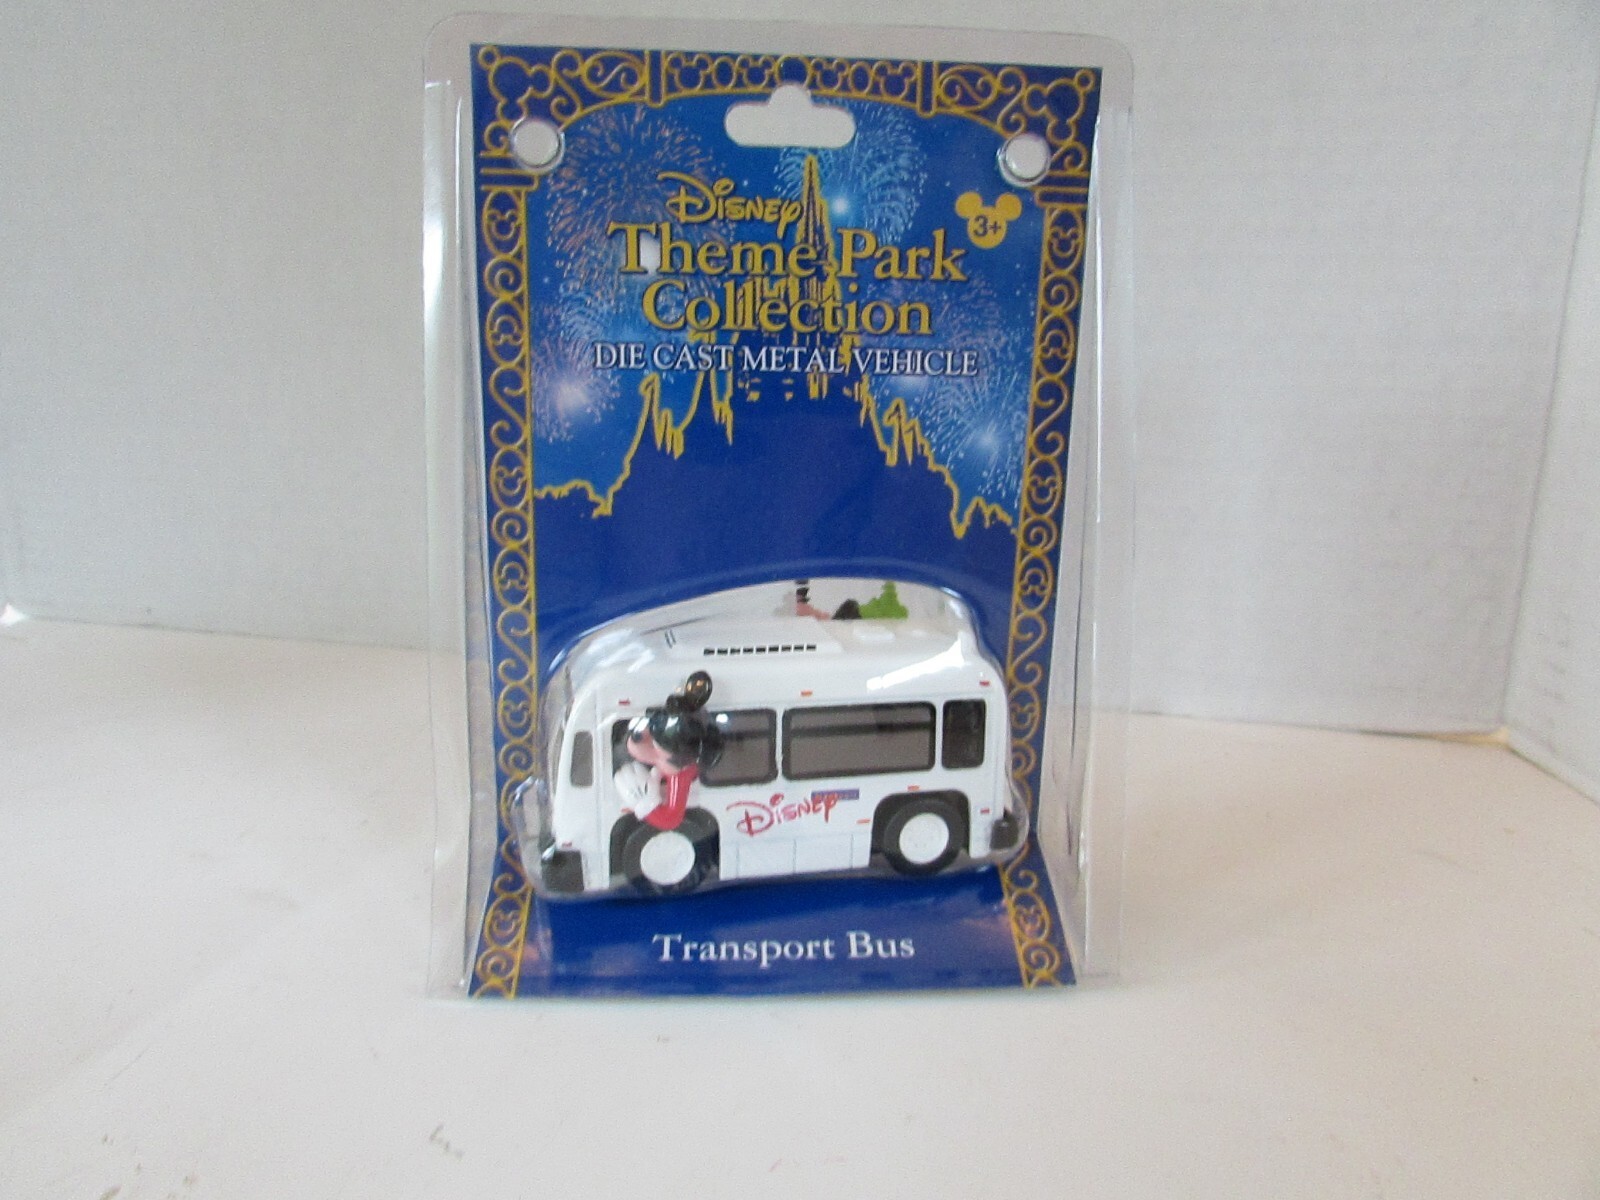 Disney
3+
Theme Park
Collection
DIE CAST METAL VEHICLE
Disney
Transport Bus